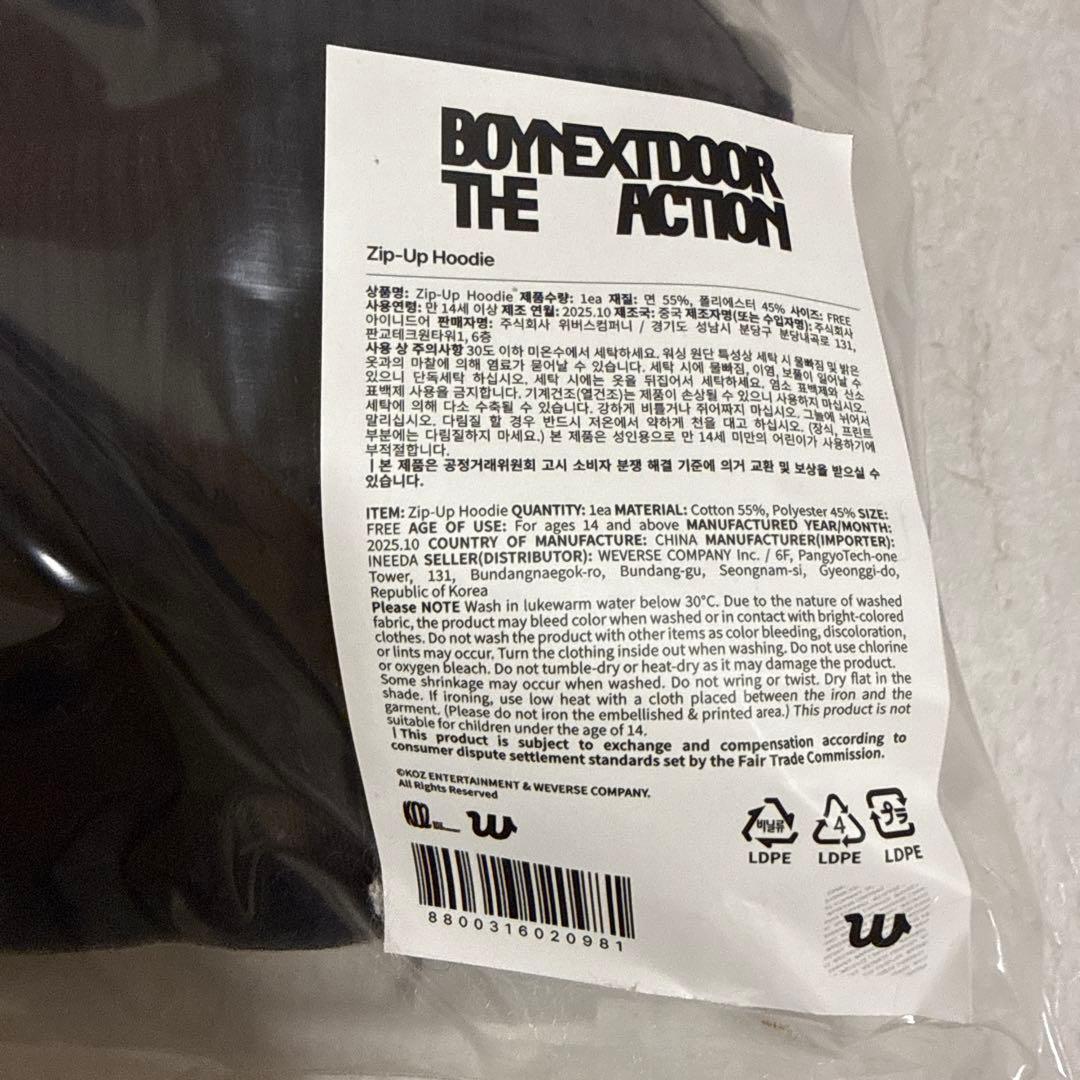 BOYNEXTDOOR
THE ACTION
Zip-Up Hoodie
상품명: Zip-Up Hoodie 제품수량: 1ea 재질: 면 55%, 폴리에스터 45% 사이즈: FREE
사용연령: 만 14세 이상 제조 연월: 2025.10 제조국: 중국 제조자명(또는 수입자명): 주식회사
아이니드어 판매자명: 주식회사 위버스컴퍼니 / 경기도 성남시 분당구 분당내곡로 131,
판교테크원타워1, 6층
사용 상 주의사항 30도 이하 미온수에서 세탁하세요. 워싱 원단 특성상 세탁 시 물빠짐 및 밝은
옷과의 마찰에 의해 염료가 묻어날 수 있습니다. 세탁 시에는 물빠짐, 이염, 보풀이 일어날 수
있으니 단독세탁 하십시오. 세탁 시에는 옷을 뒤집어서 세탁하세요. 염소 표백제와 산소
표백제 사용을 금지합니다. 기계건조(열건조)는 제품이 손상될 수 있으니 사용하지 마십시오.
세탁에 의해 다소 수축될 수 있습니다. 강하게 비틀거나 쥐어짜지 마십시오. 그늘에 뉘어서
말리십시오. 다림질 할 경우 반드시 저온에서 약하게 천을 대고 하십시오. (장식, 프린트
부분에는 다림질하지 마세요.) 본 제품은 성인용으로 만 14세 미만의 어린이가 사용하기에
부적절합니다.
| 본 제품은 공정거래위원회 고시 소비자 분쟁 해결 기준에 의거 교환 및 보상을 받으실 수
있습니다.
ITEM: Zip-Up Hoodie QUANTITY: 1ea MATERIAL: Cotton 55%, Polyester 45% SIZE:
FREE AGE OF USE: For ages 14 and above MANUFACTURED YEAR/MONTH:
2025.10 COUNTRY OF MANUFACTURE: CHINA MANUFACTURER(IMPORTER):
INEEDA SELLER(DISTRIBUTOR): WEVERSE COMPANY Inc. / 6F, PangyoTech-one
Tower, 131, Bundangnaegok-ro, Bundang-gu, Seongnam-si, Gyeonggi-do,
Republic of Korea
Please NOTE Wash in lukewarm water below 30°C. Due to the nature of washed
fabric, the product may bleed color when washed or in contact with bright-colored
clothes. Do not wash the product with other items as color bleeding, discoloration,
or lints may occur. Turn the clothing inside out when washing. Do not use chlorine
or oxygen bleach. Do not tumble-dry or heat-dry as it may damage the product.
Some shrinkage may occur when washed. Do not wring or twist. Dry flat in the
shade. If ironing, use low heat with a cloth placed between the iron and the
garment. (Please do not iron the embellished & printed area.) This product is not
suitable for children under the age of 14.
| This product is subject to exchange and compensation according to
consumer dispute settlement standards set by the Fair Trade Commission.
©KOZ ENTERTAINMENT & WEVERSE COMPANY.
All Rights Reserved
KOZ w
비닐류 4 プラ
LDPE LDPE LDPE
8800316020981
w